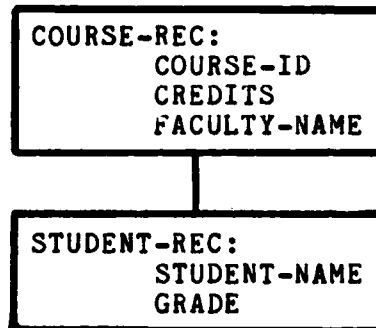 COURSE-REC:
COURSE-ID
CREDITS
FACULTY-NAME
STUDENT-REC:
STUDENT-NAME
GRADE